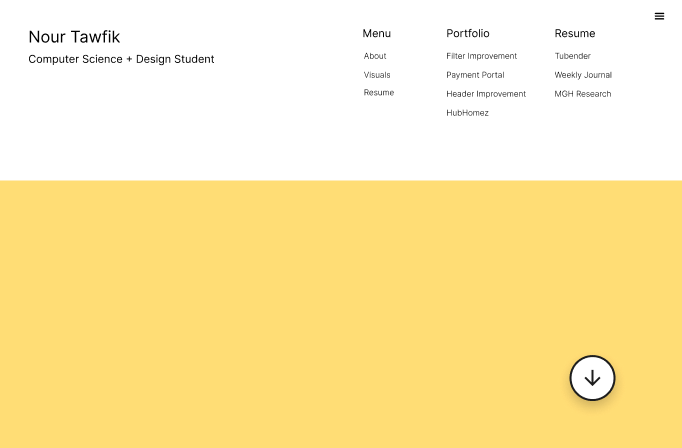 Nour Tawfik
Computer Science + Design Student
Menu
About
Visuals
Resume
Portfolio
Filter Improvement
Payment Portal
Header Improvement
HubHomez
Resume
Tubender
Weekly Journal
MGH Research